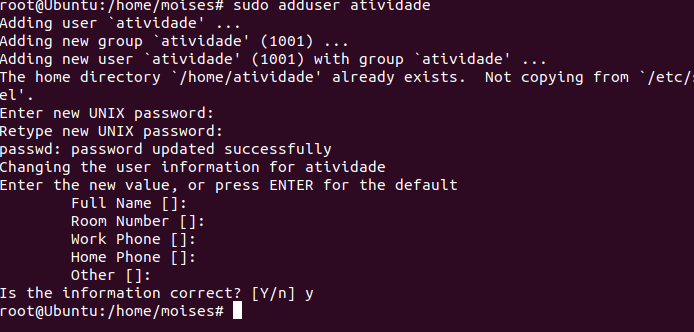 root@Ubuntu:/home/moises# sudo adduser atividade
Adding user `atividade' ...
Adding new group `atividade' (1001) ...
Adding new user `atividade' (1001) with group `atividade' ...
The home directory `/home/atividade' already exists.  Not copying from `/etc/s
el'.
Enter new UNIX password:
Retype new UNIX password:
passwd: password updated successfully
Changing the user information for atividade
Enter the new value, or press ENTER for the default
        Full Name []:
        Room Number []:
        Work Phone []:
        Home Phone []:
        Other []:
Is the information correct? [Y/n] y
root@Ubuntu:/home/moises#